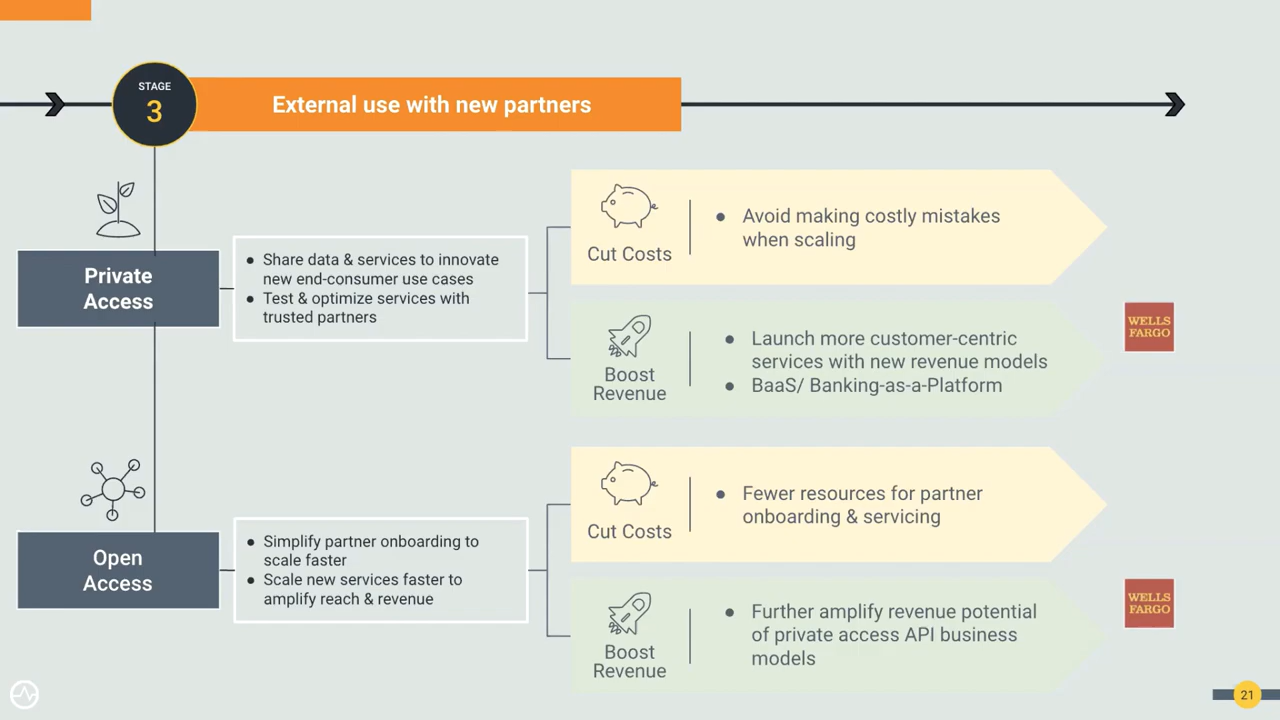 STAGE
3
External use with new partners
Private
Access
● Share data & services to innovate
new end-consumer use cases
● Test & optimize services with
trusted partners
Cut Costs
● Avoid making costly mistakes
when scaling
Boost
Revenue
● Launch more customer-centric
services with new revenue models
● BaaS/ Banking-as-a-Platform
WELLS
FARGO
Open
Access
● Simplify partner onboarding to
scale faster
● Scale new services faster to
amplify reach & revenue
Cut Costs
● Fewer resources for partner
onboarding & servicing
Boost
Revenue
● Further amplify revenue potential
of private access API business
models
WELLS
FARGO
21